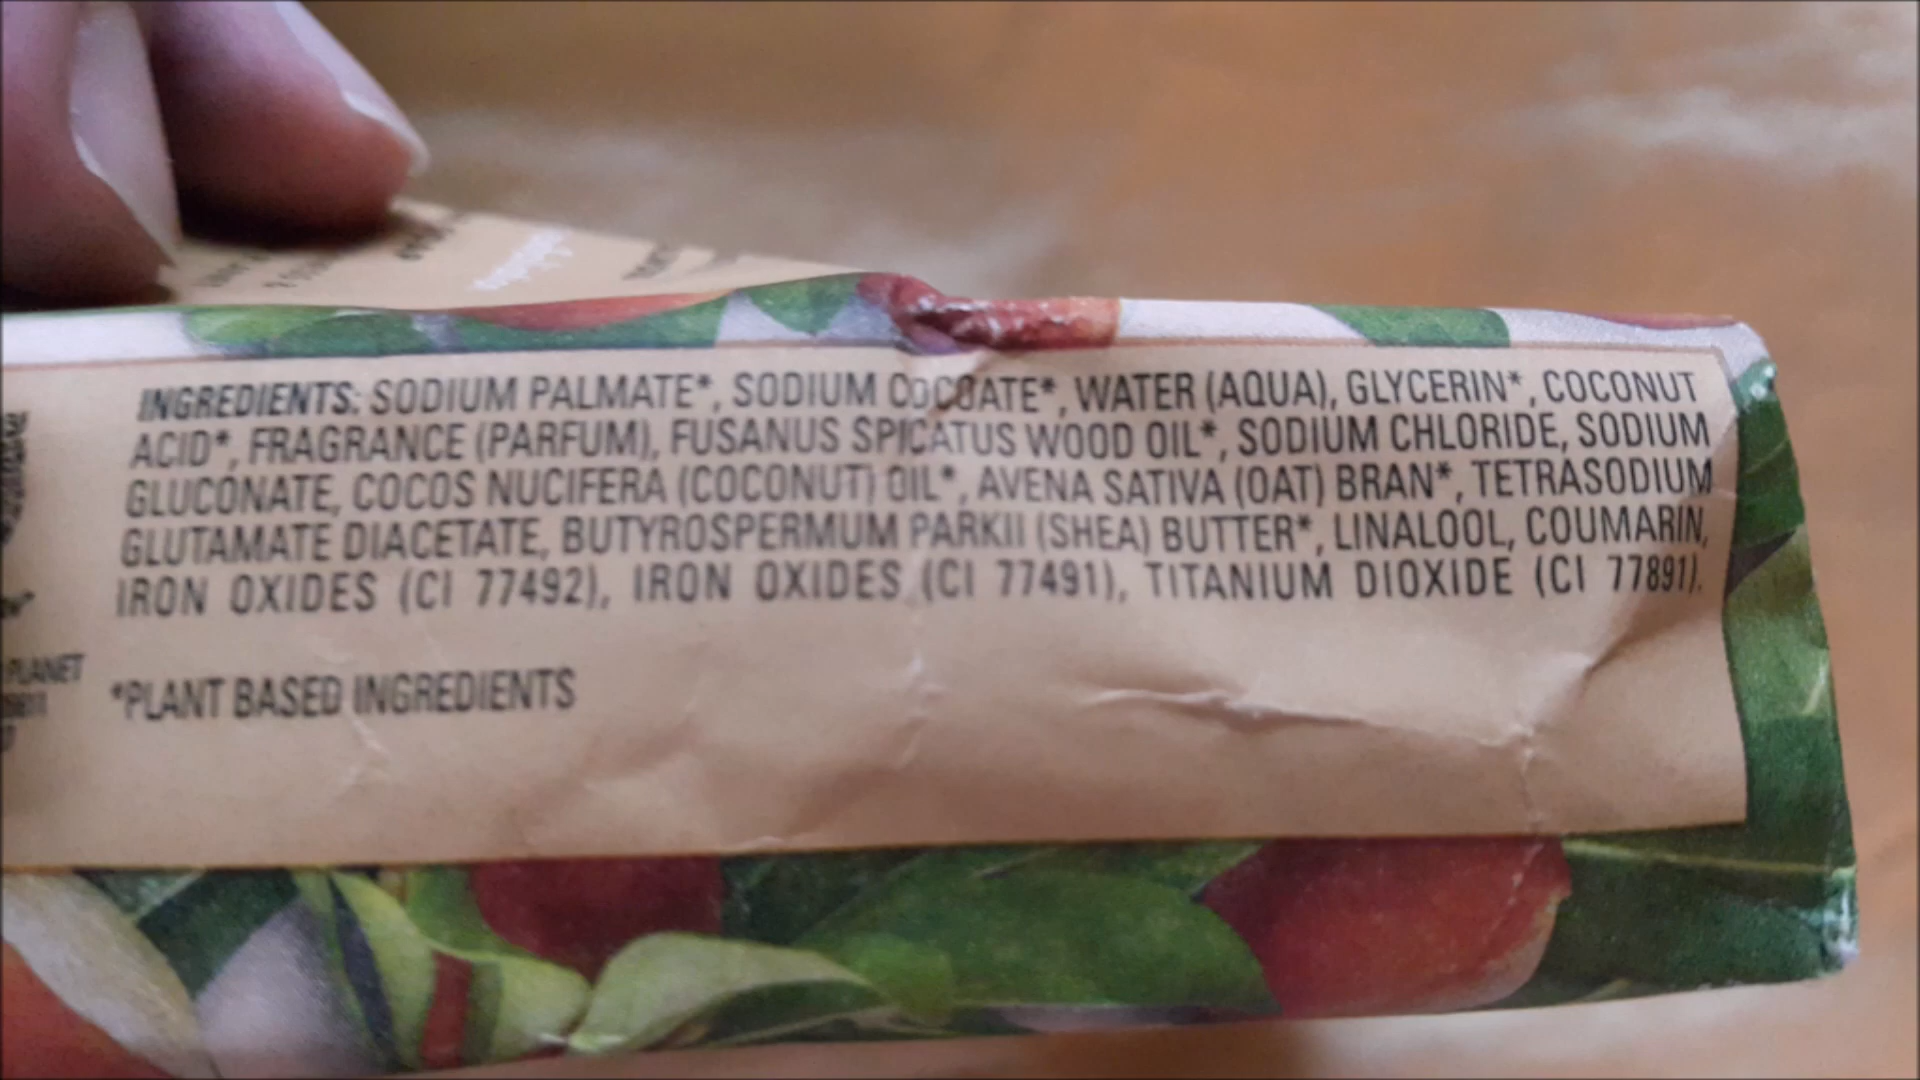 INGREDIENTS: SODIUM PALMATE*, SODIUM COCOATE*, WATER (AQUA), GLYCERIN*, COCONUT
ACID*, FRAGRANCE (PARFUM), FUSANUS SPICATUS WOOD OIL*, SODIUM CHLORIDE, SODIUM
GLUCONATE, COCOS NUCIFERA (COCONUT) OIL*, AVENA SATIVA (OAT) BRAN*, TETRASODIUM
GLUTAMATE DIACETATE, BUTYROSPERMUM PARKII (SHEA) BUTTER*, LINALOOL, COUMARIN,
IRON OXIDES (CI 77492), IRON OXIDES (CI 77491), TITANIUM DIOXIDE (CI 77891).
PLANET
*PLANT BASED INGREDIENTS